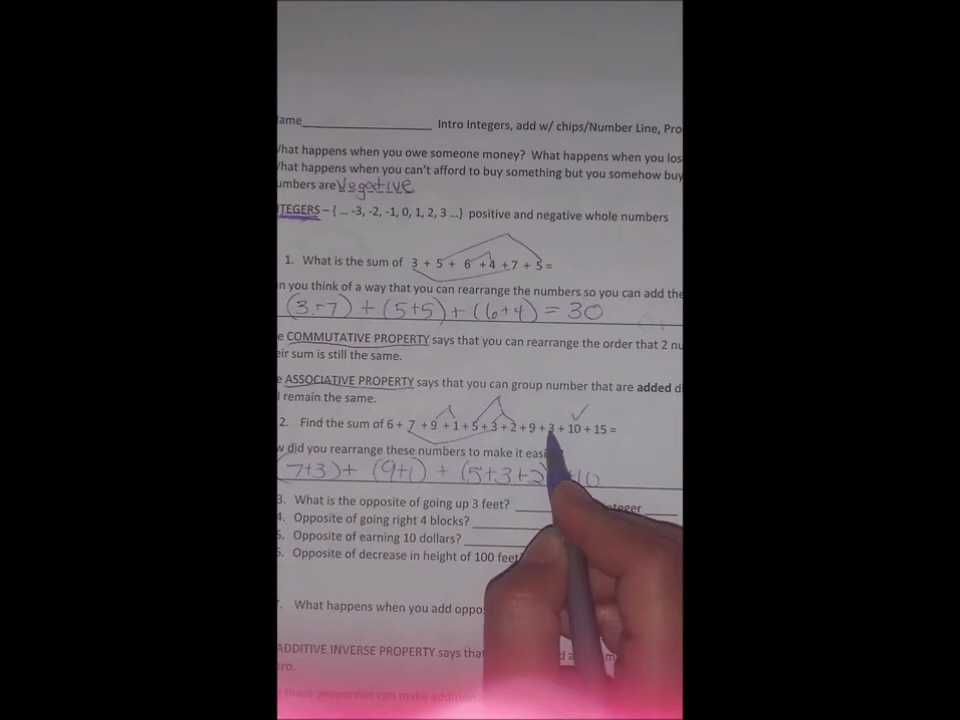 ame______________ Intro Integers, add w/ chips/Number Line, Pro
hat happens when you owe someone money? What happens when you los
hat happens when you can't afford to buy something but you somehow buy
umbers are Negative
TEGERS – { ... -3, -2, -1, 0, 1, 2, 3 ...} positive and negative whole numbers
1. What is the sum of 3 + 5 + 6 + 4 + 7 + 5 =
n you think of a way that you can rearrange the numbers so you can add the
(3+7) + (5+5) + (6+4) = 30
e COMMUTATIVE PROPERTY says that you can rearrange the order that 2 nu
eir sum is still the same.
e ASSOCIATIVE PROPERTY says that you can group number that are added d
l remain the same.
2. Find the sum of 6 + 7 + 9 + 1 + 5 + 3 + 2 + 9 + 3 + 10 + 15 =
w did you rearrange these numbers to make it easi
(7+3) + (9+1) + (5+3+2) +10
3. What is the opposite of going up 3 feet? integer
4. Opposite of going right 4 blocks?
5. Opposite of earning 10 dollars?
6. Opposite of decrease in height of 100 feet
What happens when you add oppo
ADDITIVE INVERSE PROPERTY says tha
ero.
these properties can make addition